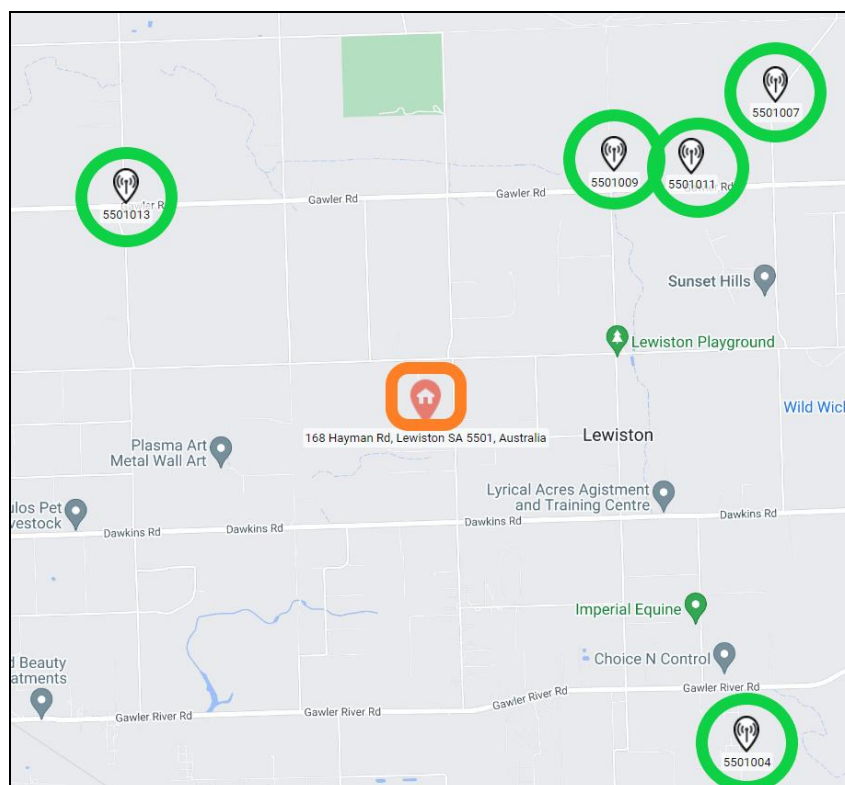 5501007
5501009
5501011
Rd
5501013
Gawler R
Gawler Rd
Gawler Rd
Sunset Hills
Lewiston Playground
Wild Wich
168 Hayman Rd, Lewiston SA 5501, Australia
Lewiston
Plasma Art
Metal Wall Art
Lyrical Acres Agistment
and Training Centre
ulos Pet
vestock
Dawkins Rd
Dawkins Rd
Dawkins Rd
Dawkins Rd
Imperial Equine
Choice N Control
d Beauty
atments
Gawler River Rd
Gawler River Rd
Gawler River Rd
Gawler River Rd
5501004